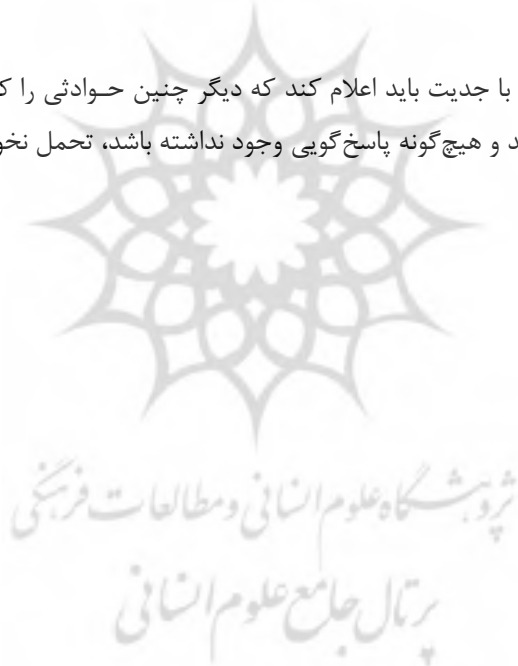 با جدیت باید اعلام کند که دیگر چنین حـوادثی را
و هیچ‌گونه پاسخ‌گویی وجود نداشته باشد، تحمل
پژوهشگاه علوم انسانی و مطالعات فرهنگی
پرتال جامع علوم انسانی